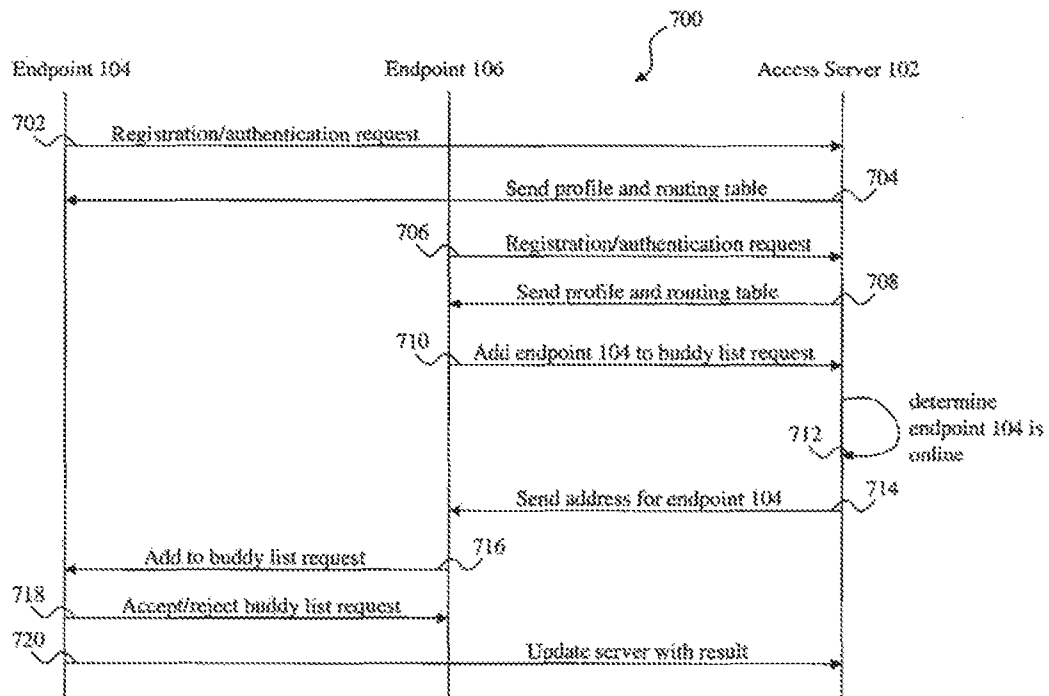 700
Endpoint 104
Endpoint 106
Access Server 102
702
Registration/authentication request
Send profile and routing table
704
706
Registration/authentication request
Send profile and routing table
708
710
Add endpoint 104 to buddy list request
determine
endpoint 104 is
online
712
Send address for endpoint 104
714
Add to buddy list request
716
718
Accept/reject buddy list request
720
Update server with result